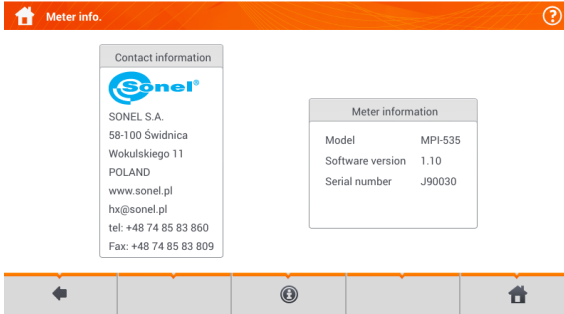 Meter info.
?
Contact information
Sonel®
SONEL S.A.
58-100 Świdnica
Wokulskiego 11
POLAND
www.sonel.pl
hx@sonel.pl
tel: +48 74 85 83 860
Fax: +48 74 85 83 809
Meter information
Model MPI-535
Software version 1.10
Serial number J90030